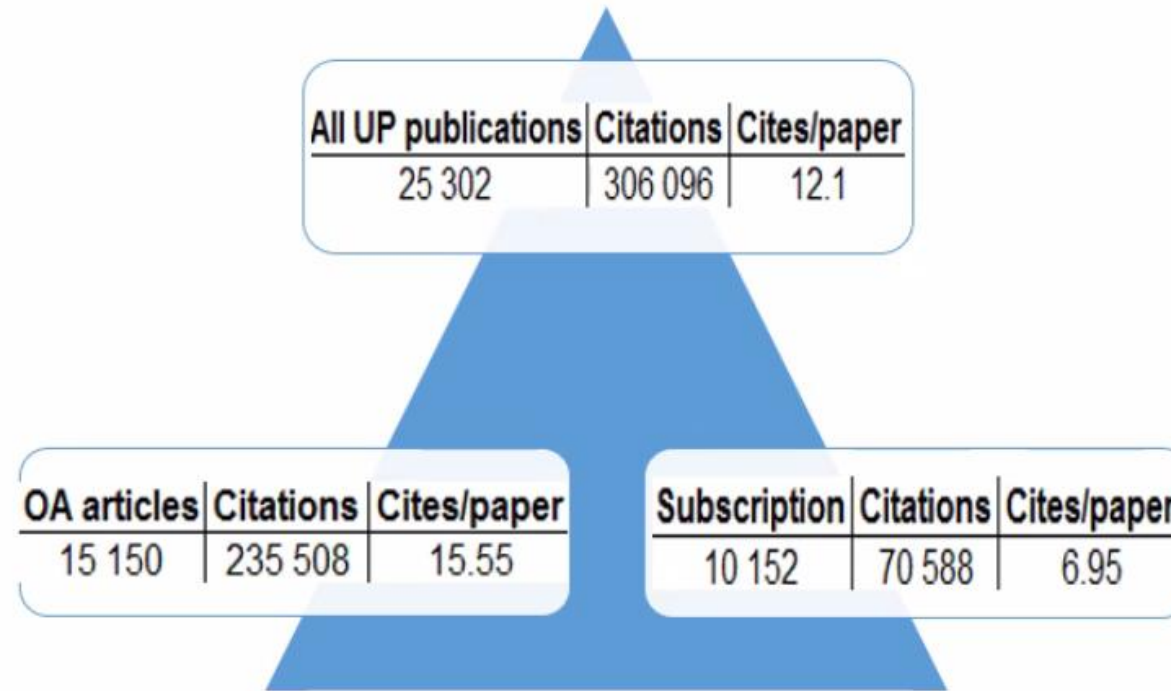 All UP publications Citations Cites/paper
25 302 306 096 12.1
OA articles Citations Cites/paper
15 150 235 508 15.55
Subscription Citations Cites/paper
10 152 70 588 6.95